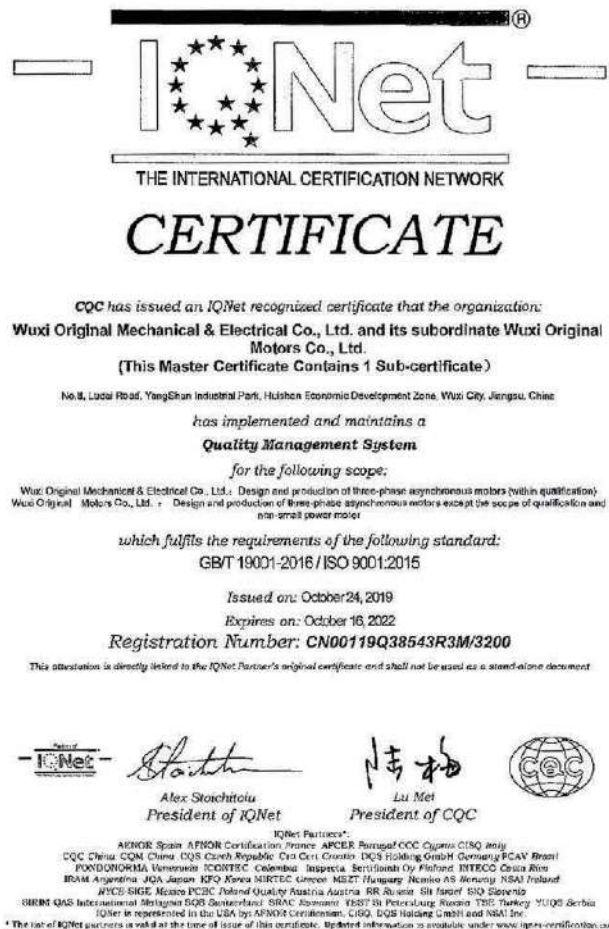 IQNet ®
THE INTERNATIONAL CERTIFICATION NETWORK
CERTIFICATE
CQC has issued an IQNet recognized certificate that the organization:
Wuxi Original Mechanical & Electrical Co., Ltd. and its subordinate Wuxi Original
Motors Co., Ltd.
(This Master Certificate Contains 1 Sub-certificate)
No.8, Ludai Road, YangShan Industrial Park, Huishan Economic Development Zone, Wuxi City, Jiangsu, China
has implemented and maintains a
Quality Management System
for the following scope:
Wuxi Original Mechanical & Electrical Co., Ltd.: Design and production of three-phase asynchronous motors (within qualification)
Wuxi Original Motors Co., Ltd. : Design and production of three-phase asynchronous motors except the scope of qualification and
non-small power motor
which fulfils the requirements of the following standard:
GB/T 19001-2016 / ISO 9001:2015
Issued on: October 24, 2019
Expires on: October 16, 2022
Registration Number: CN00119Q38543R3M/3200
This attestation is directly linked to the IQNet Partner's original certificate and shall not be used as a stand-alone document
Partner of
IQNet
CQC
陆梅
Alex Stoichitoiu
Lu Mei
President of IQNet
President of CQC
IQNet Partners*:
AENOR Spain AFNOR Certification France APCER Portugal CCC Cyprus CISQ Italy
CQC China CQM China CQS Czech Republic Cro Cert Croatia DQS Holding GmbH Germany FCAV Brazil
FONDONORMA Venezuela ICONTEC Colombia Inspecta Sertifiointi Oy Finland INTECO Costa Rica
IRAM Argentina JQA Japan KFQ Korea MIRTEC Greece MSZT Hungary Nemko AS Norway NSAI Ireland
NYCE-SIGE Mexico PCBC Poland Quality Austria Austria RR Russia SII Israel SIQ Slovenia
SIRIM QAS International Malaysia SQS Switzerland SRAC Romania TEST St Petersburg Russia TSE Turkey YUQS Serbia
IQNet is represented in the USA by: AFNOR Certification, CISQ, DQS Holding GmbH and NSAI Inc.
* The list of IQNet partners is valid at the time of issue of this certificate. Updated information is available under www.iqnet-certification.co